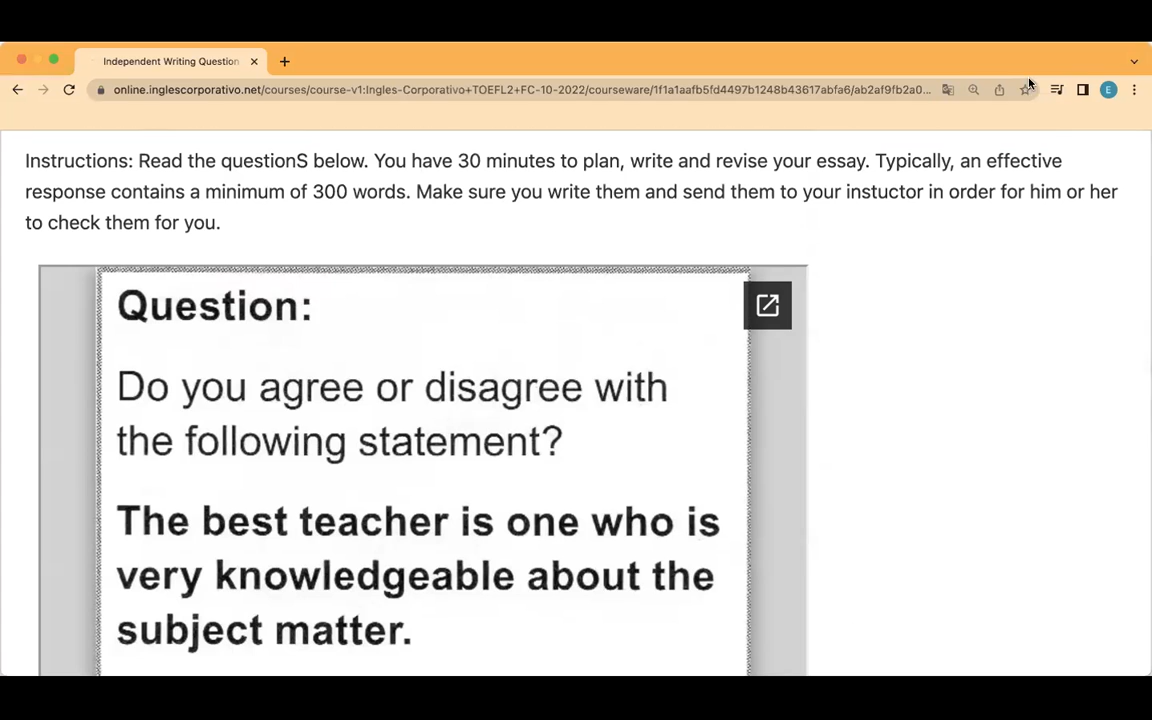 Independent Writing Question
online.inglescorporativo.net/courses/course-v1:Ingles-Corporativo+TOEFL2+FC-10-2022/courseware/1f1a1aafb5fd4497b1248b43617abfa6/ab2af9fb2a0...
E
Instructions: Read the questionS below. You have 30 minutes to plan, write and revise your essay. Typically, an effective
response contains a minimum of 300 words. Make sure you write them and send them to your instuctor in order for him or her
to check them for you.
Question:
Do you agree or disagree with
the following statement?
The best teacher is one who is
very knowledgeable about the
subject matter.